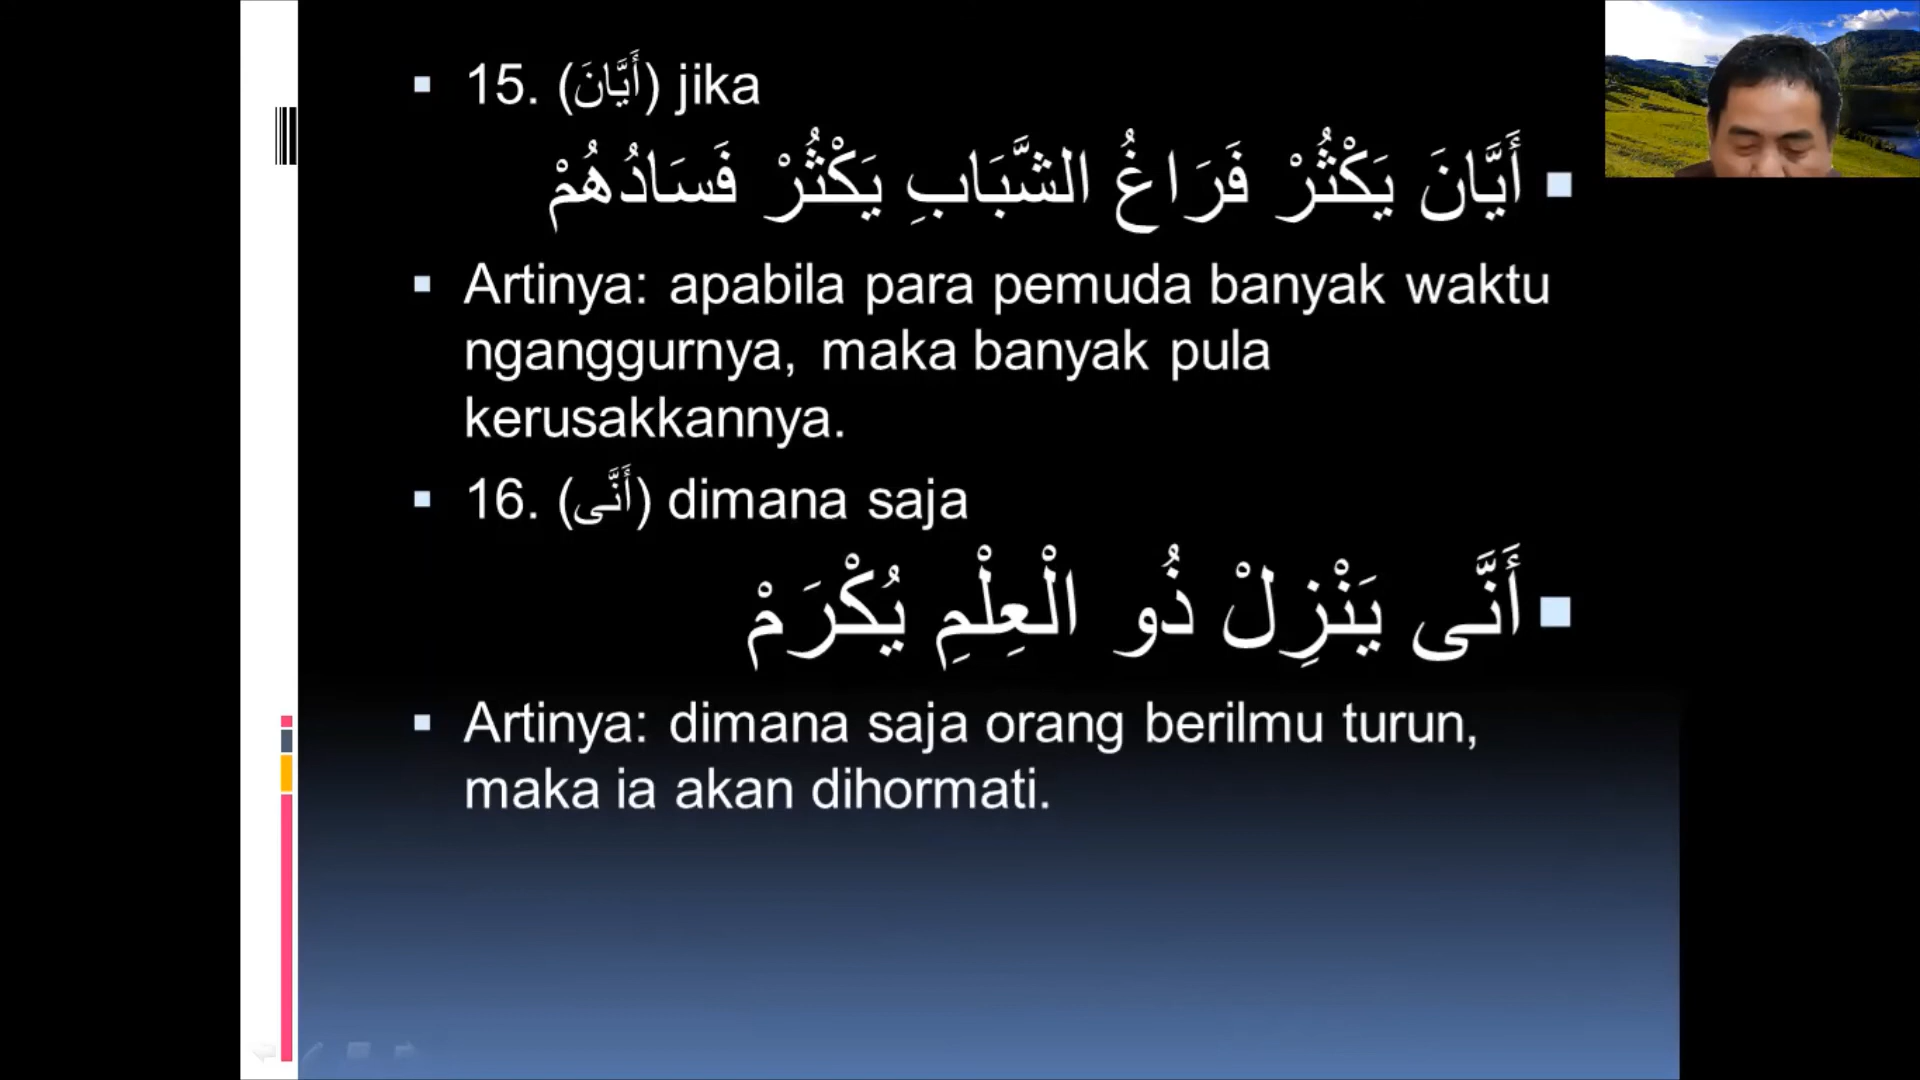 15. (أَيَّانَ) jika
أَيَّانَ يَكْثُرْ فَرَاغُ الشَّبَابِ يَكْثُرْ فَسَادُهُمْ
Artinya: apabila para pemuda banyak waktu
nganggurnya, maka banyak pula
kerusakkannya.
16. (أَنَّى) dimana saja
أَنَّى يَنْزِلْ ذُو الْعِلْمِ يُكْرَمْ
Artinya: dimana saja orang berilmu turun,
maka ia akan dihormati.